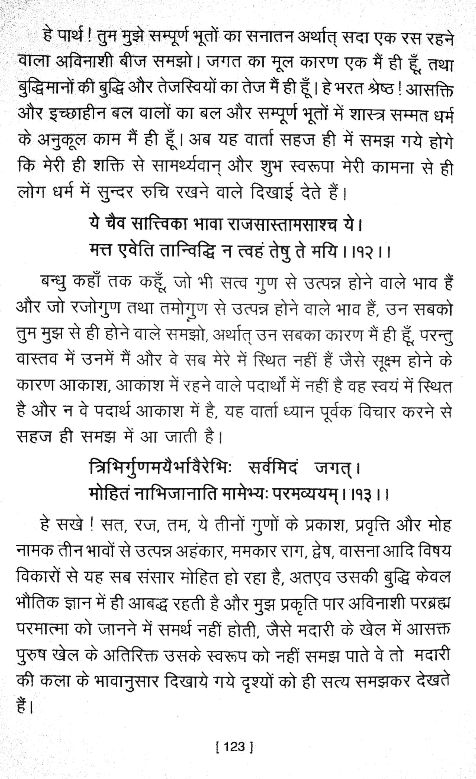 हे पार्थ ! तुम मुझे सम्पूर्ण भूतों का सनातन अर्थात् सदा एक रस रहने
वाला अविनाशी बीज समझो। जगत का मूल कारण एक मैं ही हूँ, तथा
बुद्धिमानों की बुद्धि और तेजस्वियों का तेज मैं ही हूँ। हे भरत श्रेष्ठ ! आसक्ति
और इच्छाहीन बल वालों का बल और सम्पूर्ण भूतों में शास्त्र सम्मत धर्म
के अनुकूल काम मैं ही हूँ। अब यह वार्ता सहज ही में समझ गये होगे
कि मेरी ही शक्ति से सामर्थ्यवान् और शुभ स्वरूपा मेरी कामना से ही
लोग धर्म में सुन्दर रुचि रखने वाले दिखाई देते हैं।
ये चैव सात्त्विका भावा राजसास्तामसाश्च ये।
मत्त एवेति तान्विद्धि न त्वहं तेषु ते मयि।।१२।।
बन्धु कहाँ तक कहूँ, जो भी सत्व गुण से उत्पन्न होने वाले भाव हैं
और जो रजोगुण तथा तमोगुण से उत्पन्न होने वाले भाव हैं, उन सबको
तुम मुझ से ही होने वाले समझो, अर्थात् उन सबका कारण मैं ही हूँ, परन्तु
वास्तव में उनमें मैं और वे सब मेरे में स्थित नहीं हैं जैसे सूक्ष्म होने के
कारण आकाश, आकाश में रहने वाले पदार्थों में नहीं है वह स्वयं में स्थित
है और न वे पदार्थ आकाश में है, यह वार्ता ध्यान पूर्वक विचार करने से
सहज ही समझ में आ जाती है।
त्रिभिर्गुणमयैर्भावैरेभिः सर्वमिदं जगत्।
मोहितं नाभिजानाति मामेभ्यः परमव्ययम्।।१३।।
हे सखे ! सत, रज, तम, ये तीनों गुणों के प्रकाश, प्रवृत्ति और मोह
नामक तीन भावों से उत्पन्न अहंकार, ममकार राग, द्वेष, वासना आदि विषय
विकारों से यह सब संसार मोहित हो रहा है, अतएव उसकी बुद्धि केवल
भौतिक ज्ञान में ही आबद्ध रहती है और मुझ प्रकृति पार अविनाशी परब्रह्म
परमात्मा को जानने में समर्थ नहीं होती, जैसे मदारी के खेल में आसक्त
पुरुष खेल के अतिरिक्त उसके स्वरूप को नहीं समझ पाते वे तो मदारी
की कला के भावानुसार दिखाये गये दृश्यों को ही सत्य समझकर देखते
हैं।
[ 123 ]